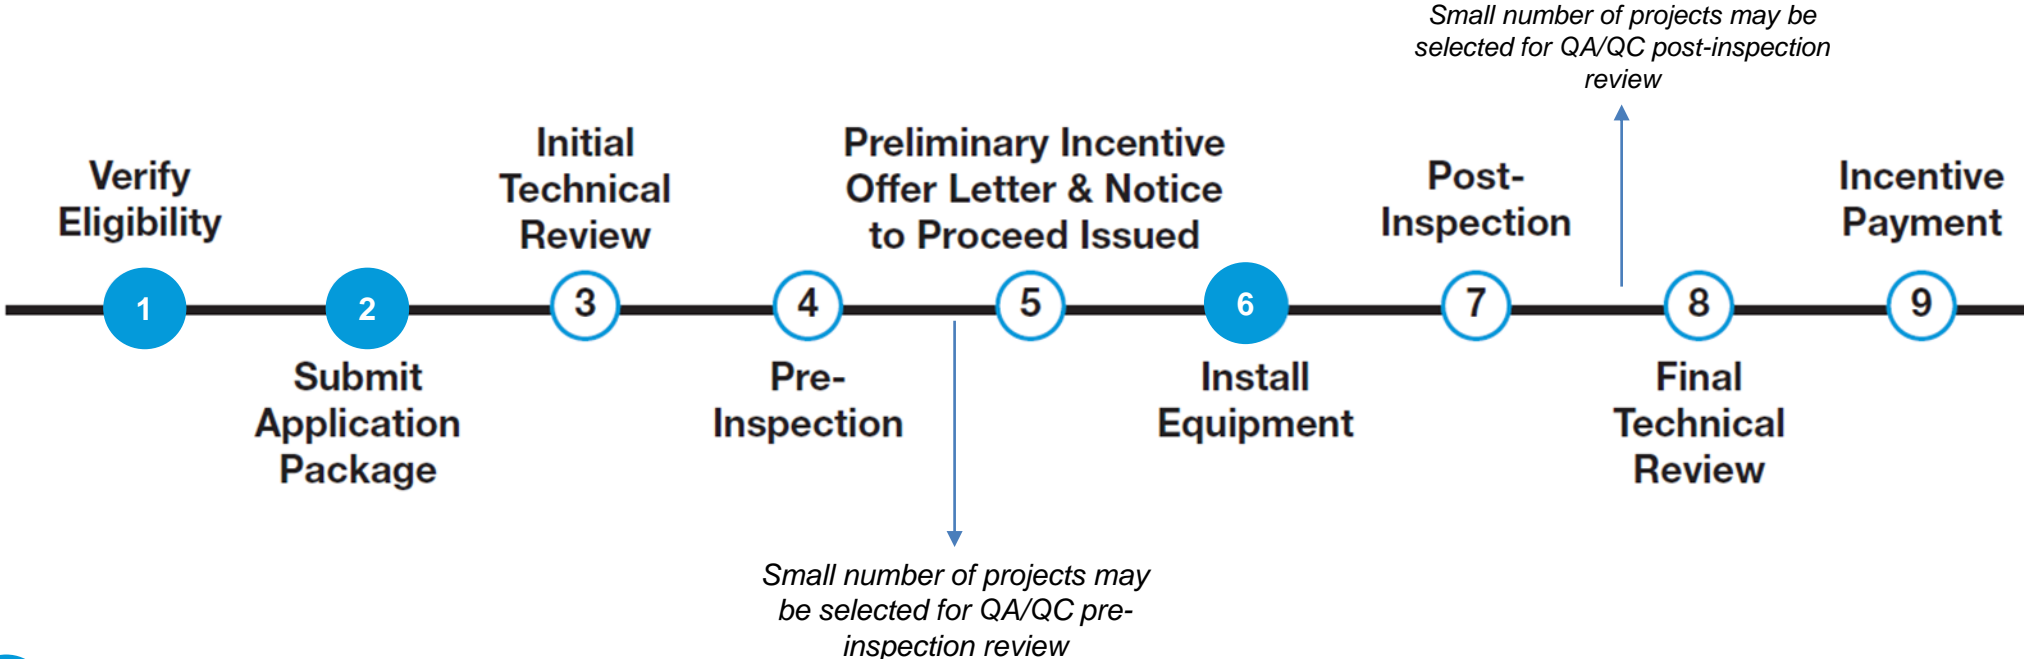 Small number of projects may be
selected for QA/QC post-inspection
review
Verify
Eligibility
1
2
Submit
Application
Package
Initial
Technical
Review
3
4
Pre-
Inspection
Small number of projects may
be selected for QA/QC pre-
inspection review
Preliminary Incentive
Offer Letter & Notice
to Proceed Issued
5
6
Install
Equipment
Post-
Inspection
7
8
Final
Technical
Review
Incentive
Payment
9